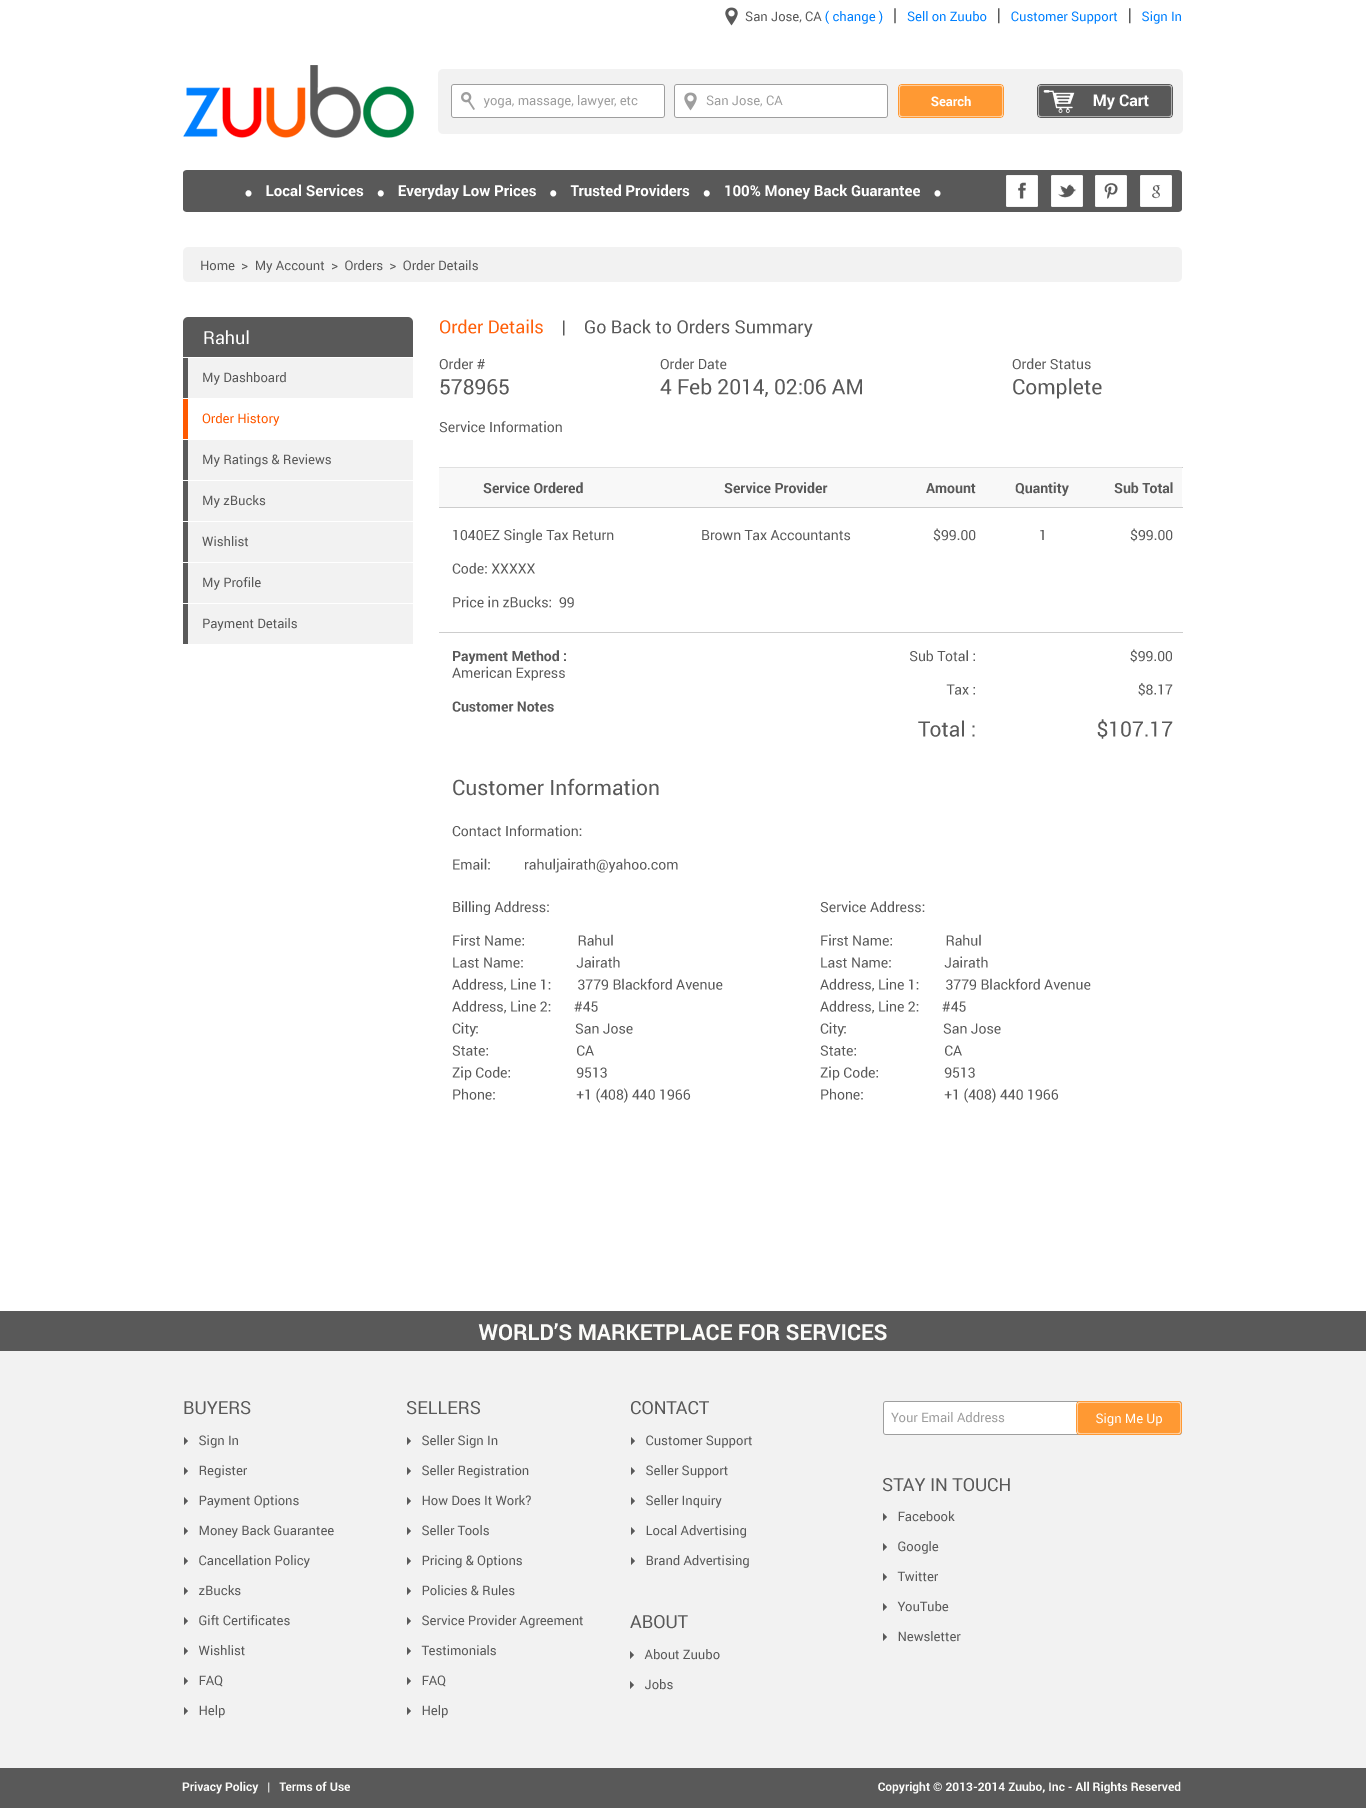 San Jose, CA ( change ) | Sell on Zuubo | Customer Support | Sign In
zuubo
yoga, massage, lawyer, etc
San Jose, CA
Search
My Cart
• Local Services • Everyday Low Prices • Trusted Providers • 100% Money Back Guarantee •
Home > My Account > Orders > Order Details
Rahul
My Dashboard
Order History
My Ratings & Reviews
My zBucks
Wishlist
My Profile
Payment Details
Order Details | Go Back to Orders Summary
Order # Order Date Order Status
578965 4 Feb 2014, 02:06 AM Complete
Service Information
Service Ordered Service Provider Amount Quantity Sub Total
1040EZ Single Tax Return Brown Tax Accountants $99.00 1 $99.00
Code: XXXXX
Price in zBucks: 99
Payment Method : Sub Total : $99.00
American Express
Tax : $8.17
Customer Notes
Total : $107.17
Customer Information
Contact Information:
Email: rahuljairath@yahoo.com
Billing Address:
First Name: Rahul
Last Name: Jairath
Address, Line 1: 3779 Blackford Avenue
Address, Line 2: #45
City: San Jose
State: CA
Zip Code: 9513
Phone: +1 (408) 440 1966
Service Address:
First Name: Rahul
Last Name: Jairath
Address, Line 1: 3779 Blackford Avenue
Address, Line 2: #45
City: San Jose
State: CA
Zip Code: 9513
Phone: +1 (408) 440 1966
WORLD’S MARKETPLACE FOR SERVICES
BUYERS
Sign In
Register
Payment Options
Money Back Guarantee
Cancellation Policy
zBucks
Gift Certificates
Wishlist
FAQ
Help
SELLERS
Seller Sign In
Seller Registration
How Does It Work?
Seller Tools
Pricing & Options
Policies & Rules
Service Provider Agreement
Testimonials
FAQ
Help
CONTACT
Customer Support
Seller Support
Seller Inquiry
Local Advertising
Brand Advertising
ABOUT
About Zuubo
Jobs
Your Email Address
Sign Me Up
STAY IN TOUCH
Facebook
Google
Twitter
YouTube
Newsletter
Privacy Policy | Terms of Use
Copyright © 2013-2014 Zuubo, Inc - All Rights Reserved